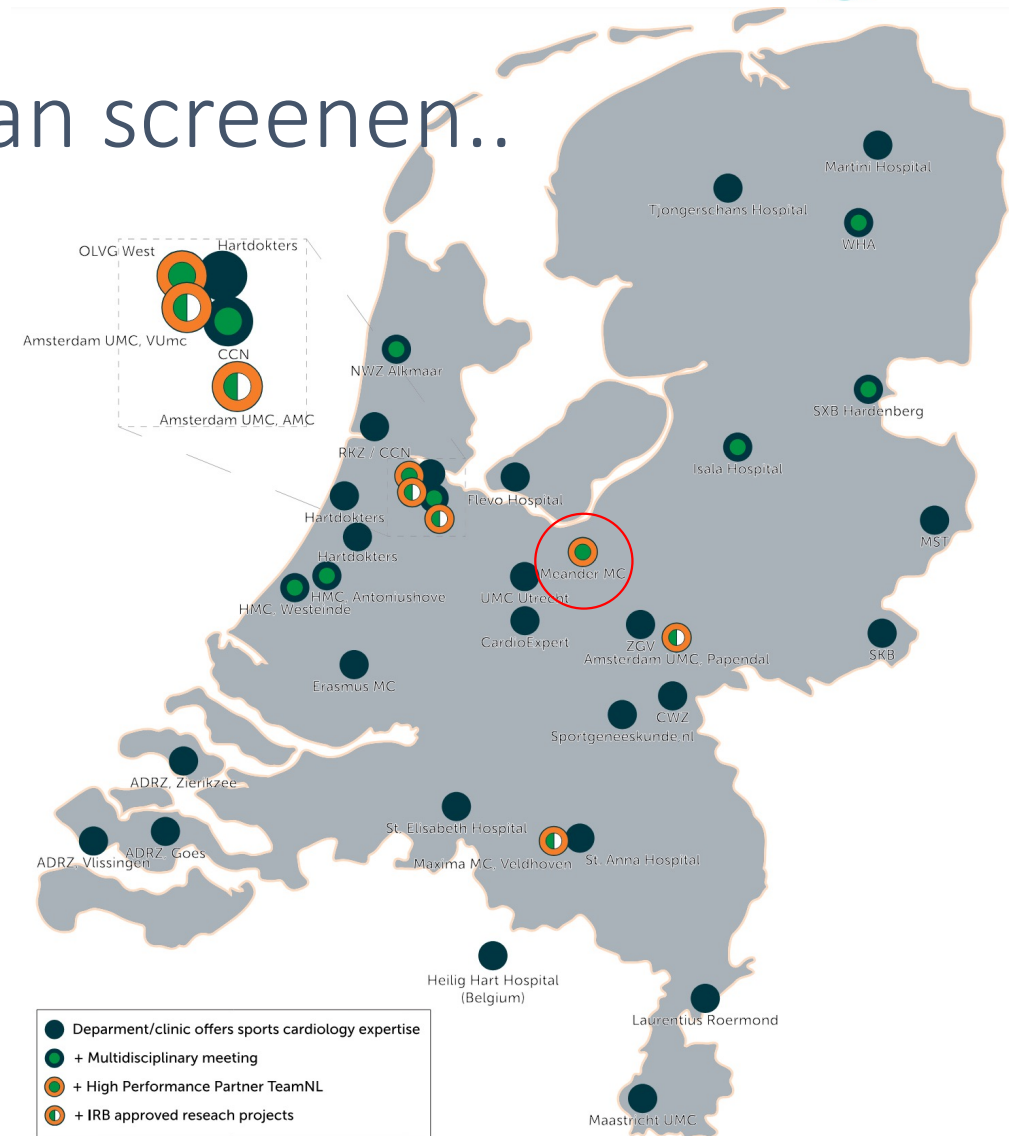 an screenen..
Martini Hospital
Tjongerschans Hospital
WHA
OLVG West
Hartdokters
Amsterdam UMC, VUmc
CCN
Amsterdam UMC, AMC
NWZ Alkmaar
SXB Hardenberg
RKZ / CCN
Isala Hospital
Flevo Hospital
Hartdokters
MST
Hartdokters
Meander MC
HMC, Antoniushove
UMC Utrecht
HMC, Westeinde
CardioExpert
ZGV
Amsterdam UMC, Papendal
SKB
Erasmus MC
CWZ
Sportgeneeskunde.nl
ADRZ, Zierikzee
St. Elisabeth Hospital
ADRZ, Goes
ADRZ, Vlissingen
Maxima MC, Veldhoven
St. Anna Hospital
Heilig Hart Hospital
(Belgium)
Laurentius Roermond
Deparment/clinic offers sports cardiology expertise
+ Multidisciplinary meeting
+ High Performance Partner TeamNL
+ IRB approved reseach projects
Maastricht UMC